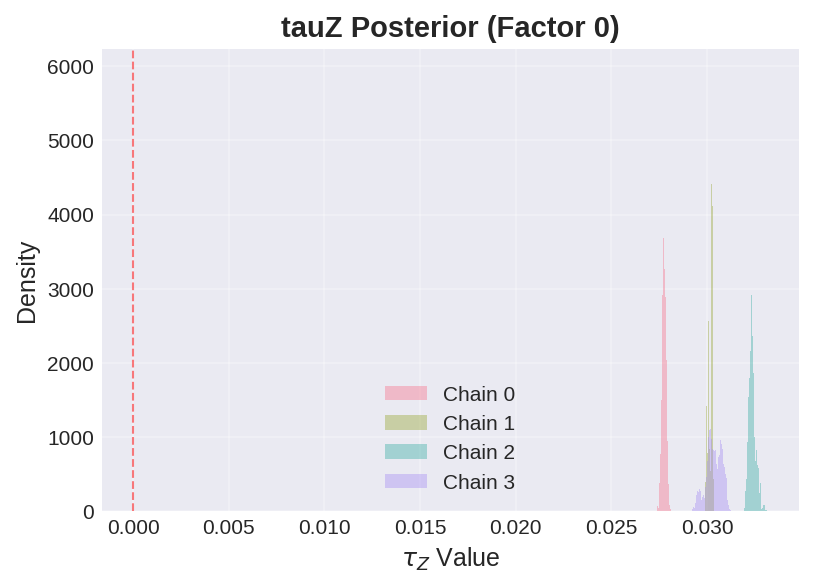 tauZ Posterior (Factor 0)
Density
6000
5000
4000
3000
2000
1000
0
Chain 0
Chain 1
Chain 2
Chain 3
0.000 0.005 0.010 0.015 0.020 0.025 0.030
τ_Z Value